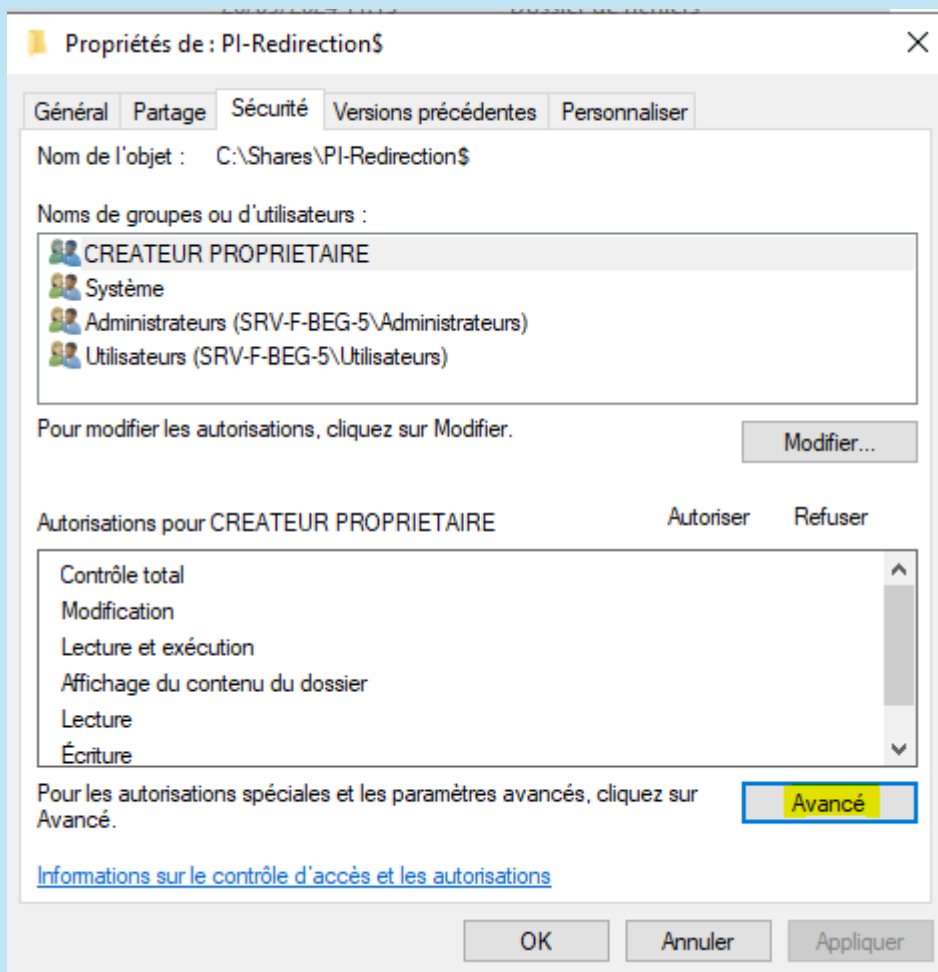 Propriétés de : PI-Redirection$
Général Partage Sécurité Versions précédentes Personnaliser
Nom de l'objet : C:\Shares\PI-Redirection$
Noms de groupes ou d'utilisateurs :
CREATEUR PROPRIETAIRE
Système
Administrateurs (SRV-F-BEG-5\Administrateurs)
Utilisateurs (SRV-F-BEG-5\Utilisateurs)
Pour modifier les autorisations, cliquez sur Modifier.
Modifier...
Autorisations pour CREATEUR PROPRIETAIRE Autoriser Refuser
Contrôle total
Modification
Lecture et exécution
Affichage du contenu du dossier
Lecture
Écriture
Pour les autorisations spéciales et les paramètres avancés, cliquez sur
Avancé.
Avancé
Informations sur le contrôle d'accès et les autorisations
OK Annuler Appliquer